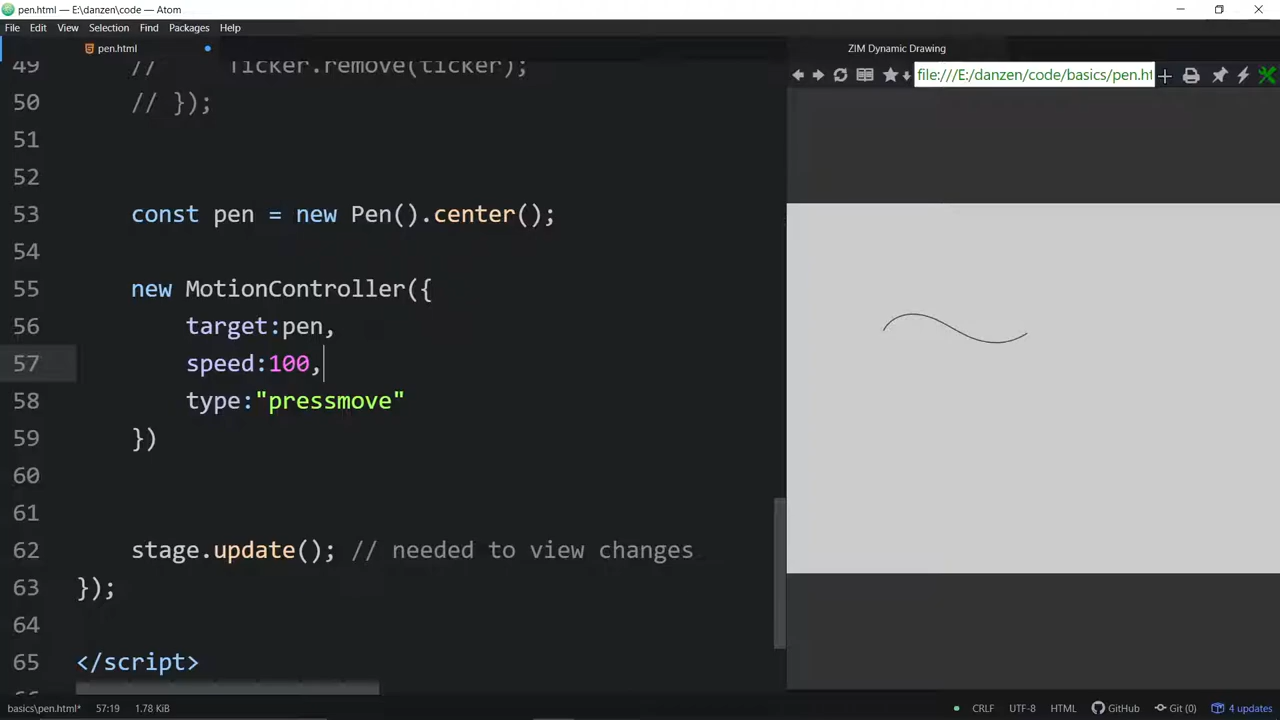 pen.html — E:\danzen\code — Atom
File Edit View Selection Find Packages Help
pen.html
ZIM Dynamic Drawing
file:///E:/danzen/code/basics/pen.ht
49 // Ticker.remove(ticker);
50 // });
51
52
53 const pen = new Pen().center();
54
55 new MotionController({
56 target:pen,
57 speed:100,
58 type:"pressmove"
59 })
60
61
62 stage.update(); // needed to view changes
63 });
64
65 </script>
basics\pen.html* 57:19 1.78 KiB CRLF UTF-8 HTML GitHub Git (0) 4 updates